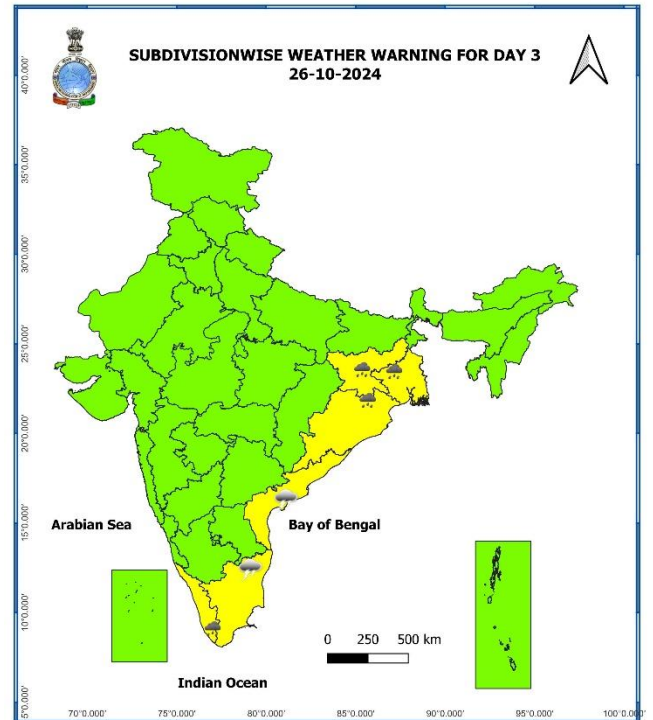 SUBDIVISIONWISE WEATHER WARNING FOR DAY 3
26-10-2024
40°0.000'
35°0.000'
30°0.000'
25°0.000'
20°0.000'
15°0.000'
10°0.000'
5°0.000'
Arabian Sea
Bay of Bengal
0 250 500 km
Indian Ocean
70°0.000' 75°0.000' 80°0.000' 85°0.000' 90°0.000' 95°0.000' 100°0.0